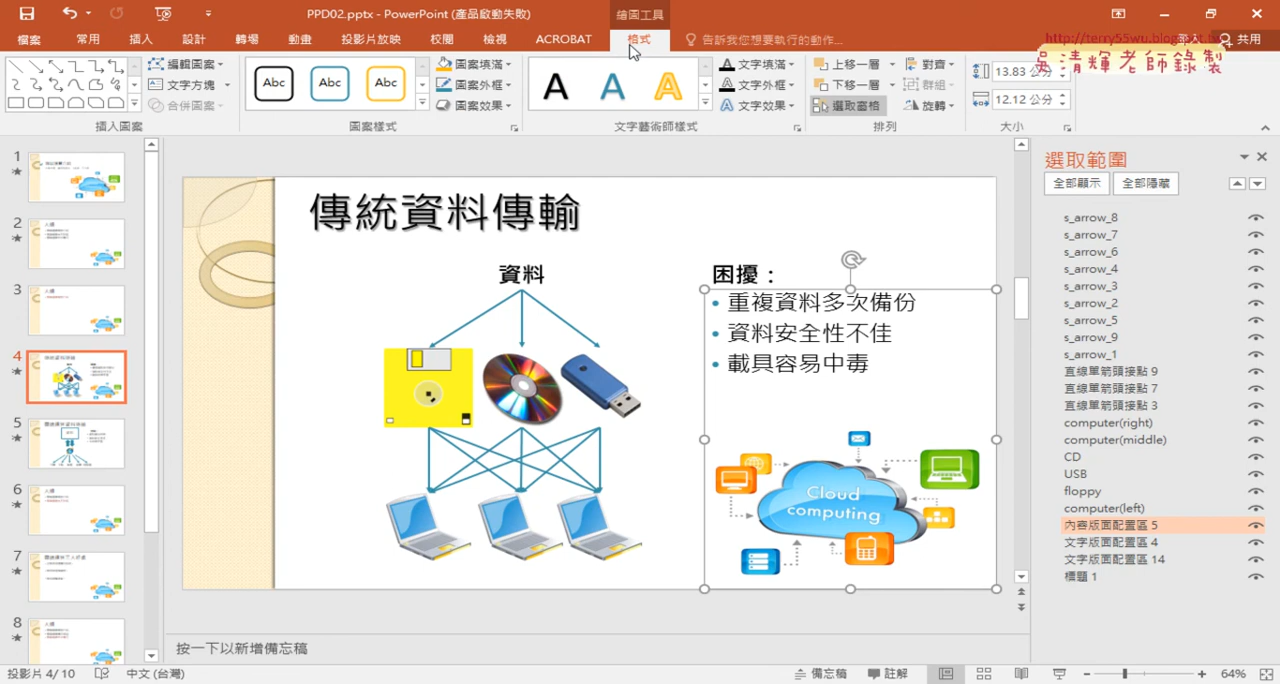 PPD02.pptx - PowerPoint (產品啟動失敗)
繪圖工具
檔案 常用 插入 設計 轉場 動畫 投影片放映 校閱 檢視 ACROBAT 格式 告訴我您想要執行的動作... 登入 共用
http://terry55wu.blogspot.tw
吳清輝老師錄製
編輯圖案
文字方塊
合併圖案
插入圖案
Abc Abc Abc
圖案填滿
圖案外框
圖案效果
圖案樣式
A A A
文字填滿
文字外框
文字效果
文字藝術師樣式
上移一層
下移一層
選取窗格
對齊
群組
旋轉
排列
13.83 公分
12.12 公分
大小
1
2
3
4
5
6
7
8
傳統資料傳輸
資料
困擾：
• 重複資料多次備份
• 資料安全性不佳
• 載具容易中毒
Cloud
computing
選取範圍
全部顯示 全部隱藏
s_arrow_8
s_arrow_7
s_arrow_6
s_arrow_4
s_arrow_3
s_arrow_2
s_arrow_5
s_arrow_9
s_arrow_1
直線單箭頭接點 9
直線單箭頭接點 7
直線單箭頭接點 3
computer(right)
computer(middle)
CD
USB
floppy
computer(left)
內容版面配置區 5
文字版面配置區 4
文字版面配置區 14
標題 1
按一下以新增備忘稿
投影片 4/10 中文 (台灣) 備忘稿 註解 64%